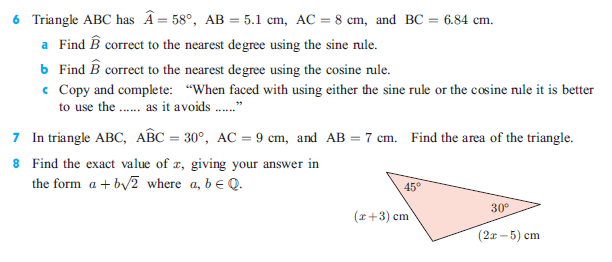 6 Triangle ABC has Â = 58°, AB = 5.1 cm, AC = 8 cm, and BC = 6.84 cm.
a Find B̂ correct to the nearest degree using the sine rule.
b Find B̂ correct to the nearest degree using the cosine rule.
c Copy and complete: “When faced with using either the sine rule or the cosine rule it is better
to use the ...... as it avoids ......”
7 In triangle ABC, AB̂C = 30°, AC = 9 cm, and AB = 7 cm. Find the area of the triangle.
8 Find the exact value of x, giving your answer in
the form a + b√2 where a, b ∈ ℚ.
45°
30°
(x + 3) cm
(2x − 5) cm